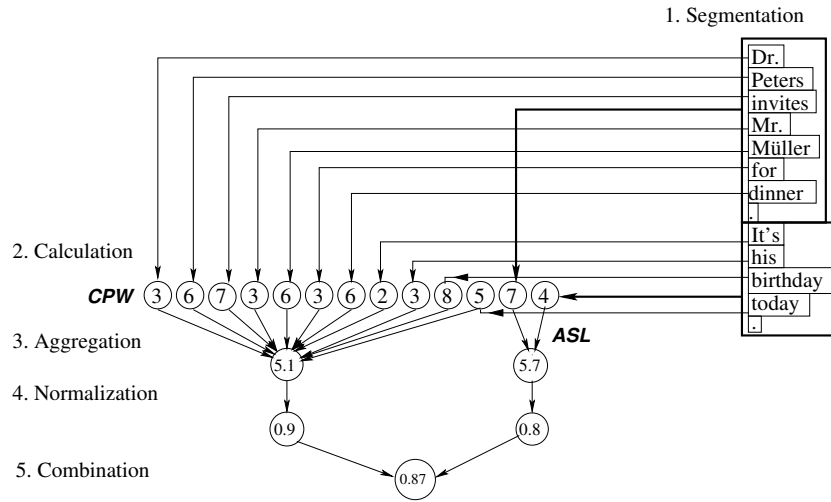 1. Segmentation
Dr.
Peters
invites
Mr.
Müller
for
dinner
.
It's
his
birthday
today
.
2. Calculation
CPW 3 6 7 3 6 3 6 2 3 8 5 7 4
3. Aggregation
ASL
5.1 5.7
4. Normalization
0.9 0.8
5. Combination
0.87